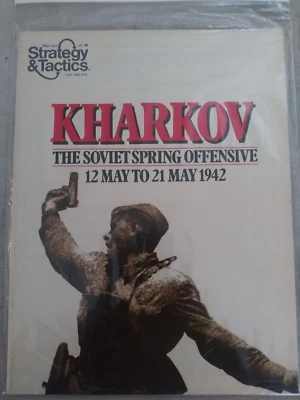 Strategy
&Tactics®
KHARKOV
THE SOVIET SPRING OFFENSIVE
12 MAY TO 21 MAY 1942